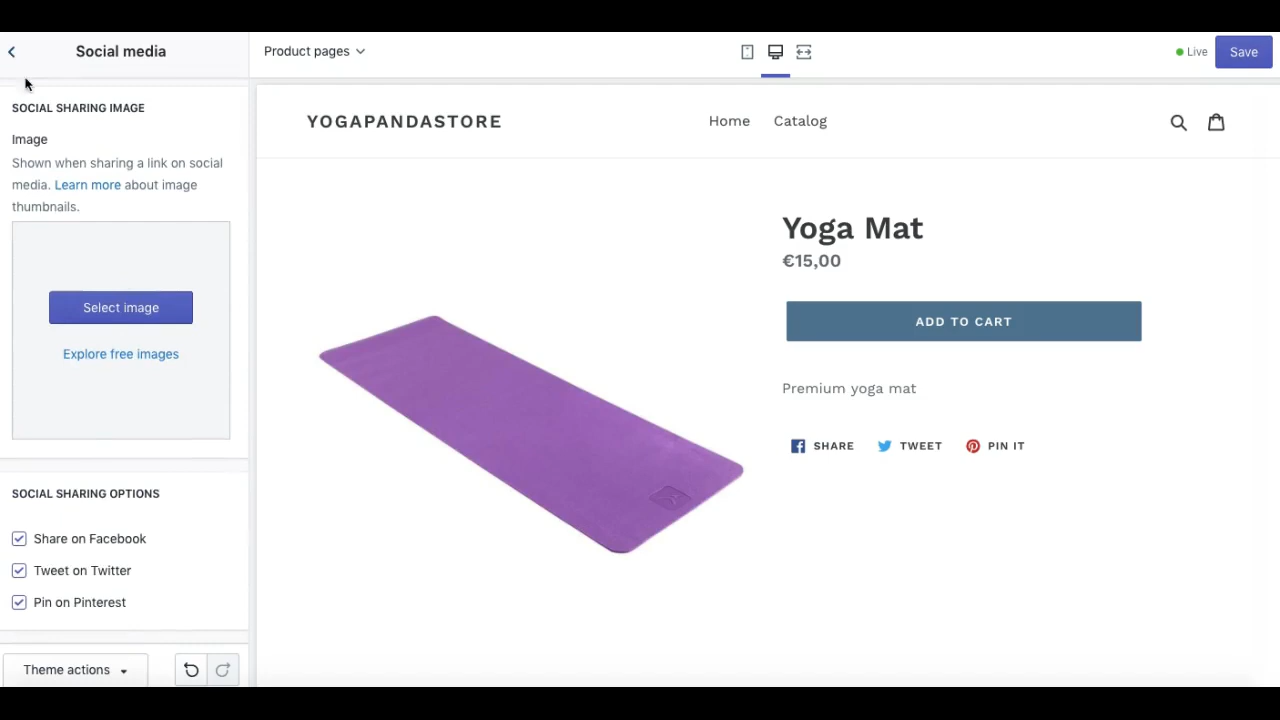 Social media
Product pages
Live
Save
SOCIAL SHARING IMAGE
Image
Shown when sharing a link on social
media. Learn more about image
thumbnails.
Select image
Explore free images
SOCIAL SHARING OPTIONS
Share on Facebook
Tweet on Twitter
Pin on Pinterest
Theme actions
YOGAPANDASTORE
Home
Catalog
Yoga Mat
€15,00
ADD TO CART
Premium yoga mat
SHARE
TWEET
PIN IT